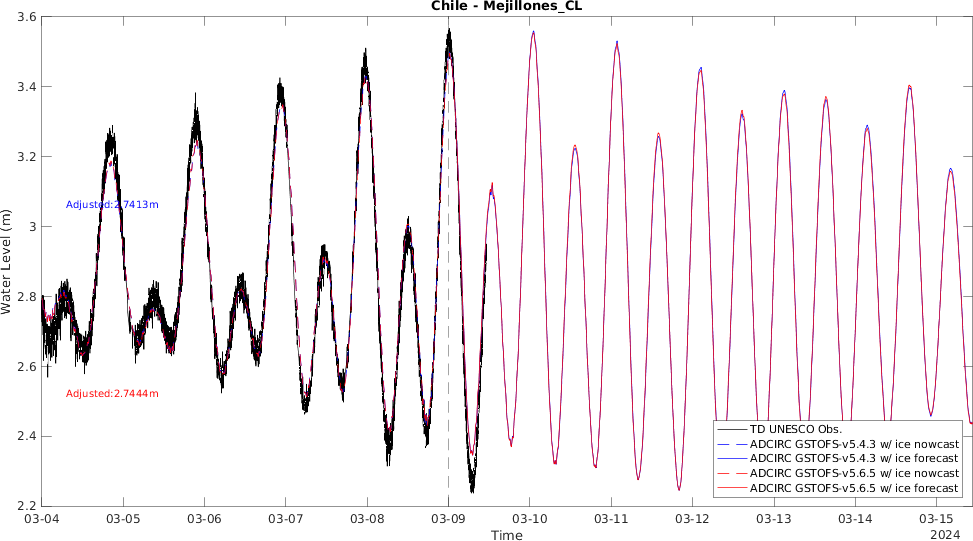 Chile - Mejillones_CL
3.6
3.4
3.2
3
2.8
2.6
2.4
2.2
Water Level (m)
Adjusted:2.7413m
Adjusted:2.7444m
TD UNESCO Obs.
ADCIRC GSTOFS-v5.4.3 w/ ice nowcast
ADCIRC GSTOFS-v5.4.3 w/ ice forecast
ADCIRC GSTOFS-v5.6.5 w/ ice nowcast
ADCIRC GSTOFS-v5.6.5 w/ ice forecast
03-04 03-05 03-06 03-07 03-08 03-09 03-10 03-11 03-12 03-13 03-14 03-15
Time
2024